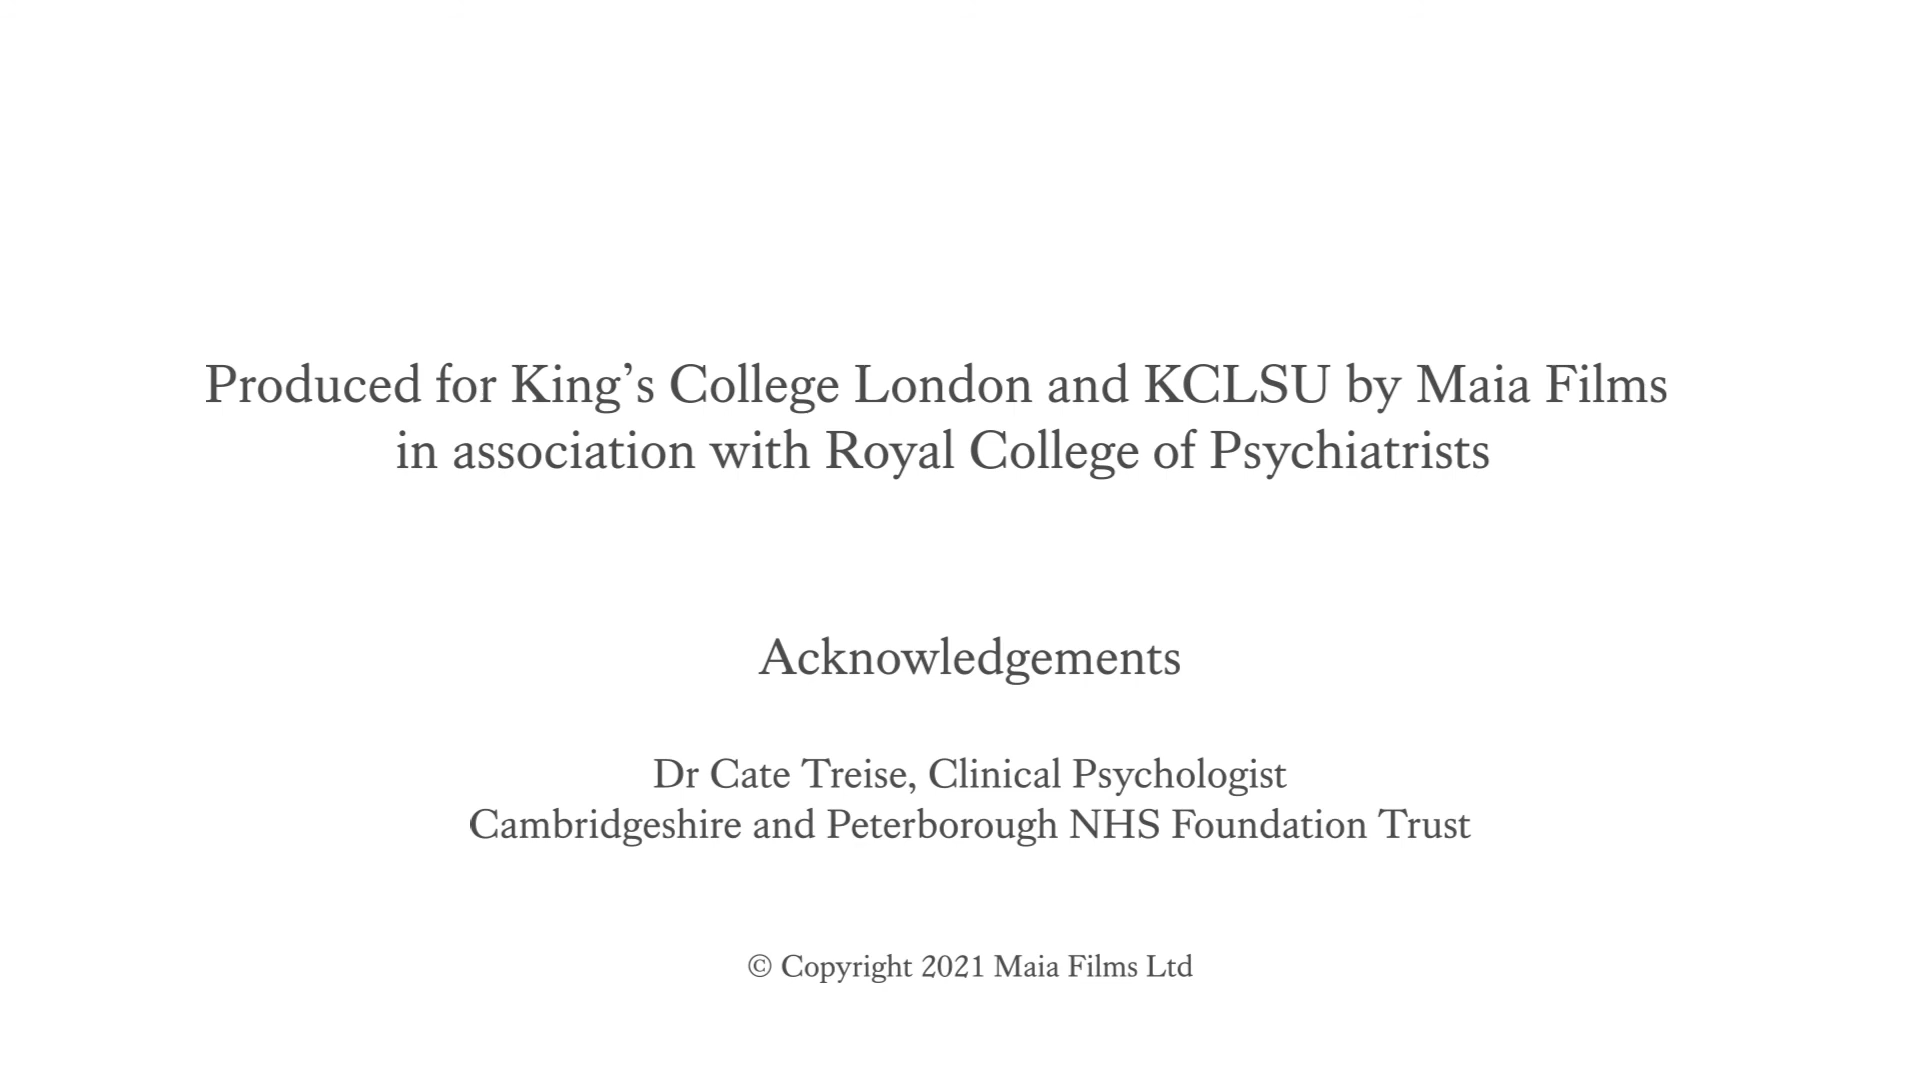 Produced for King’s College London and KCLSU by Maia Films
in association with Royal College of Psychiatrists
Acknowledgements
Dr Cate Treise, Clinical Psychologist
Cambridgeshire and Peterborough NHS Foundation Trust
© Copyright 2021 Maia Films Ltd